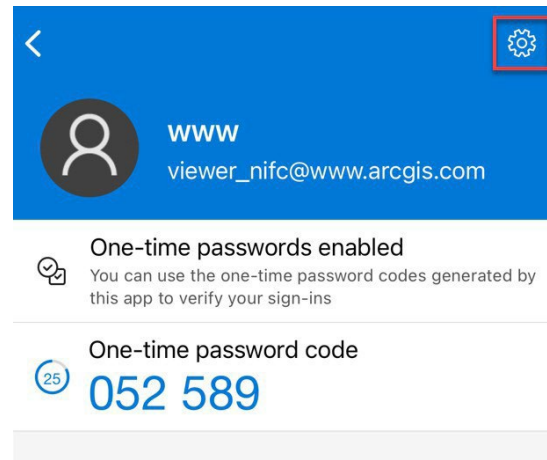 www
viewer_nifc@www.arcgis.com
One-time passwords enabled
You can use the one-time password codes generated by
this app to verify your sign-ins
One-time password code
25
052 589